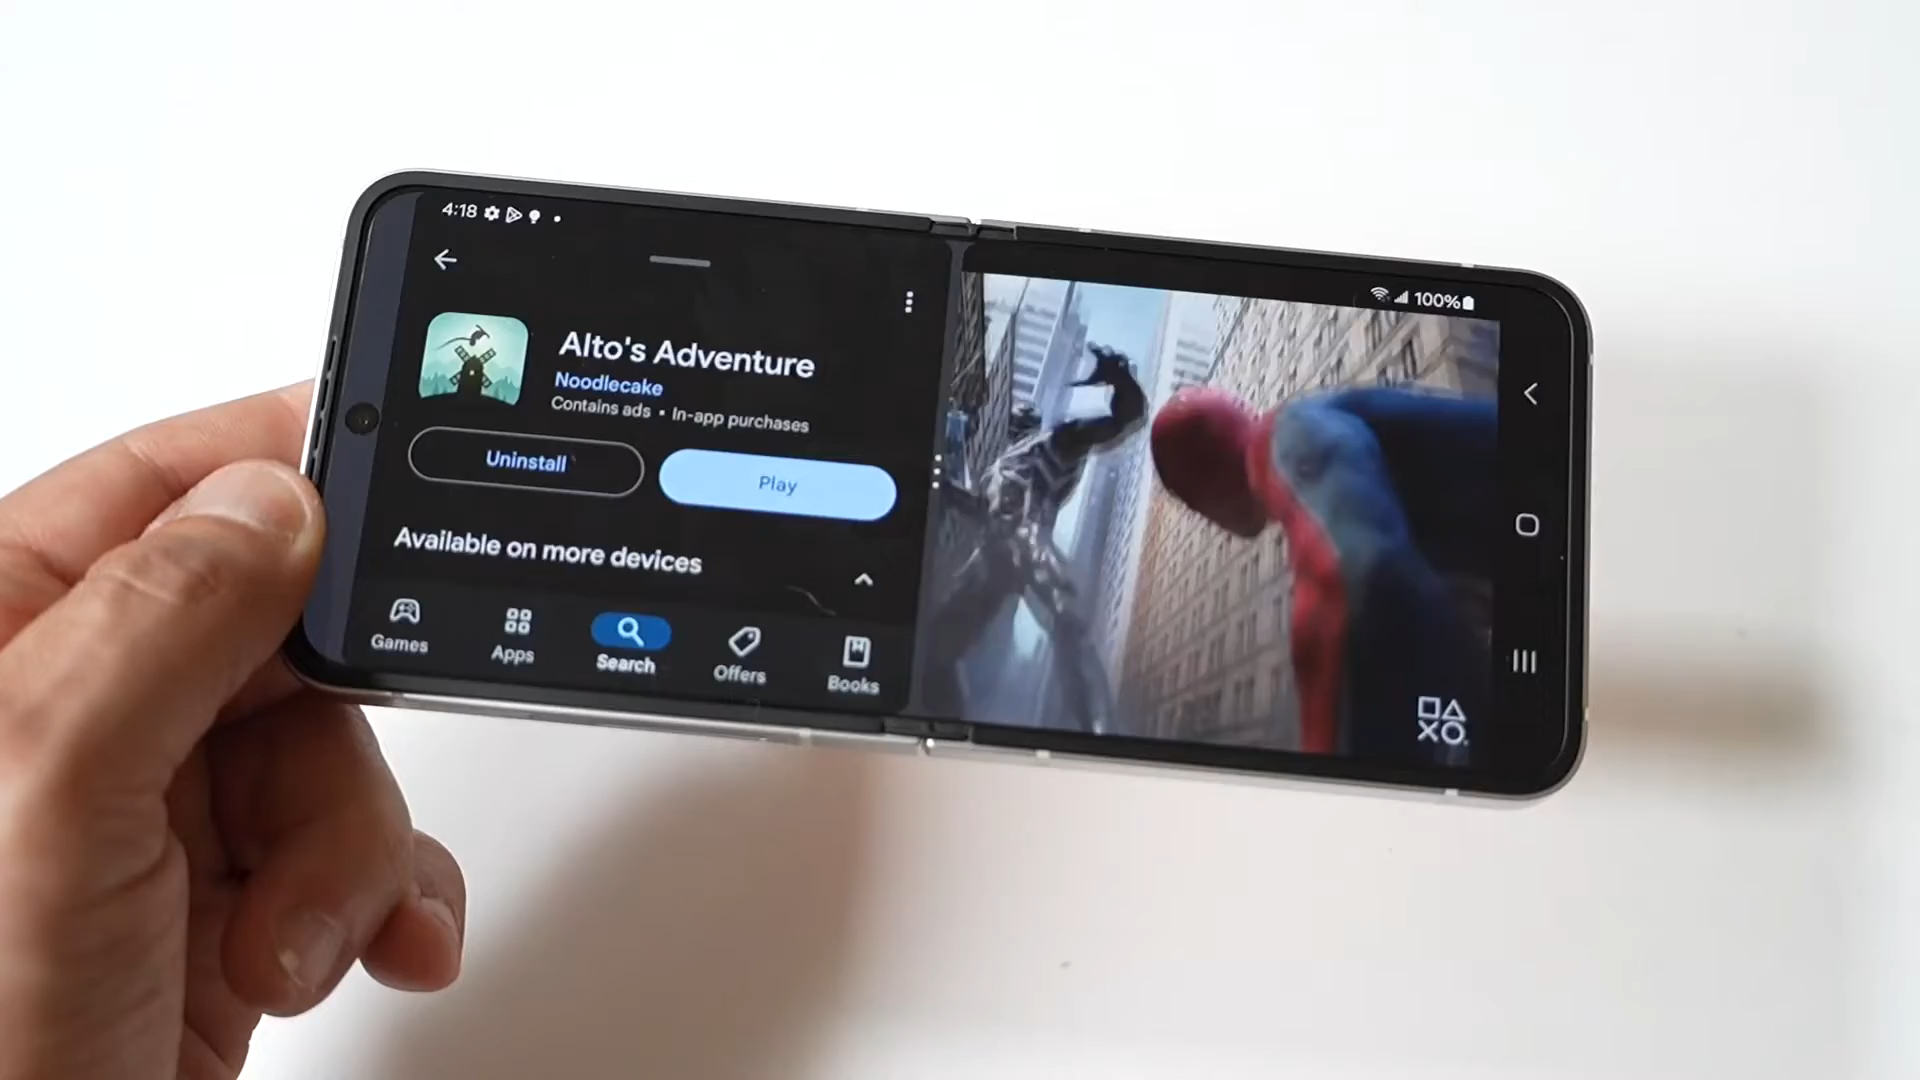 4:18
100%
Alto's Adventure
Noodlecake
Contains ads • In-app purchases
Uninstall
Play
Available on more devices
Games
Apps
Search
Offers
Books